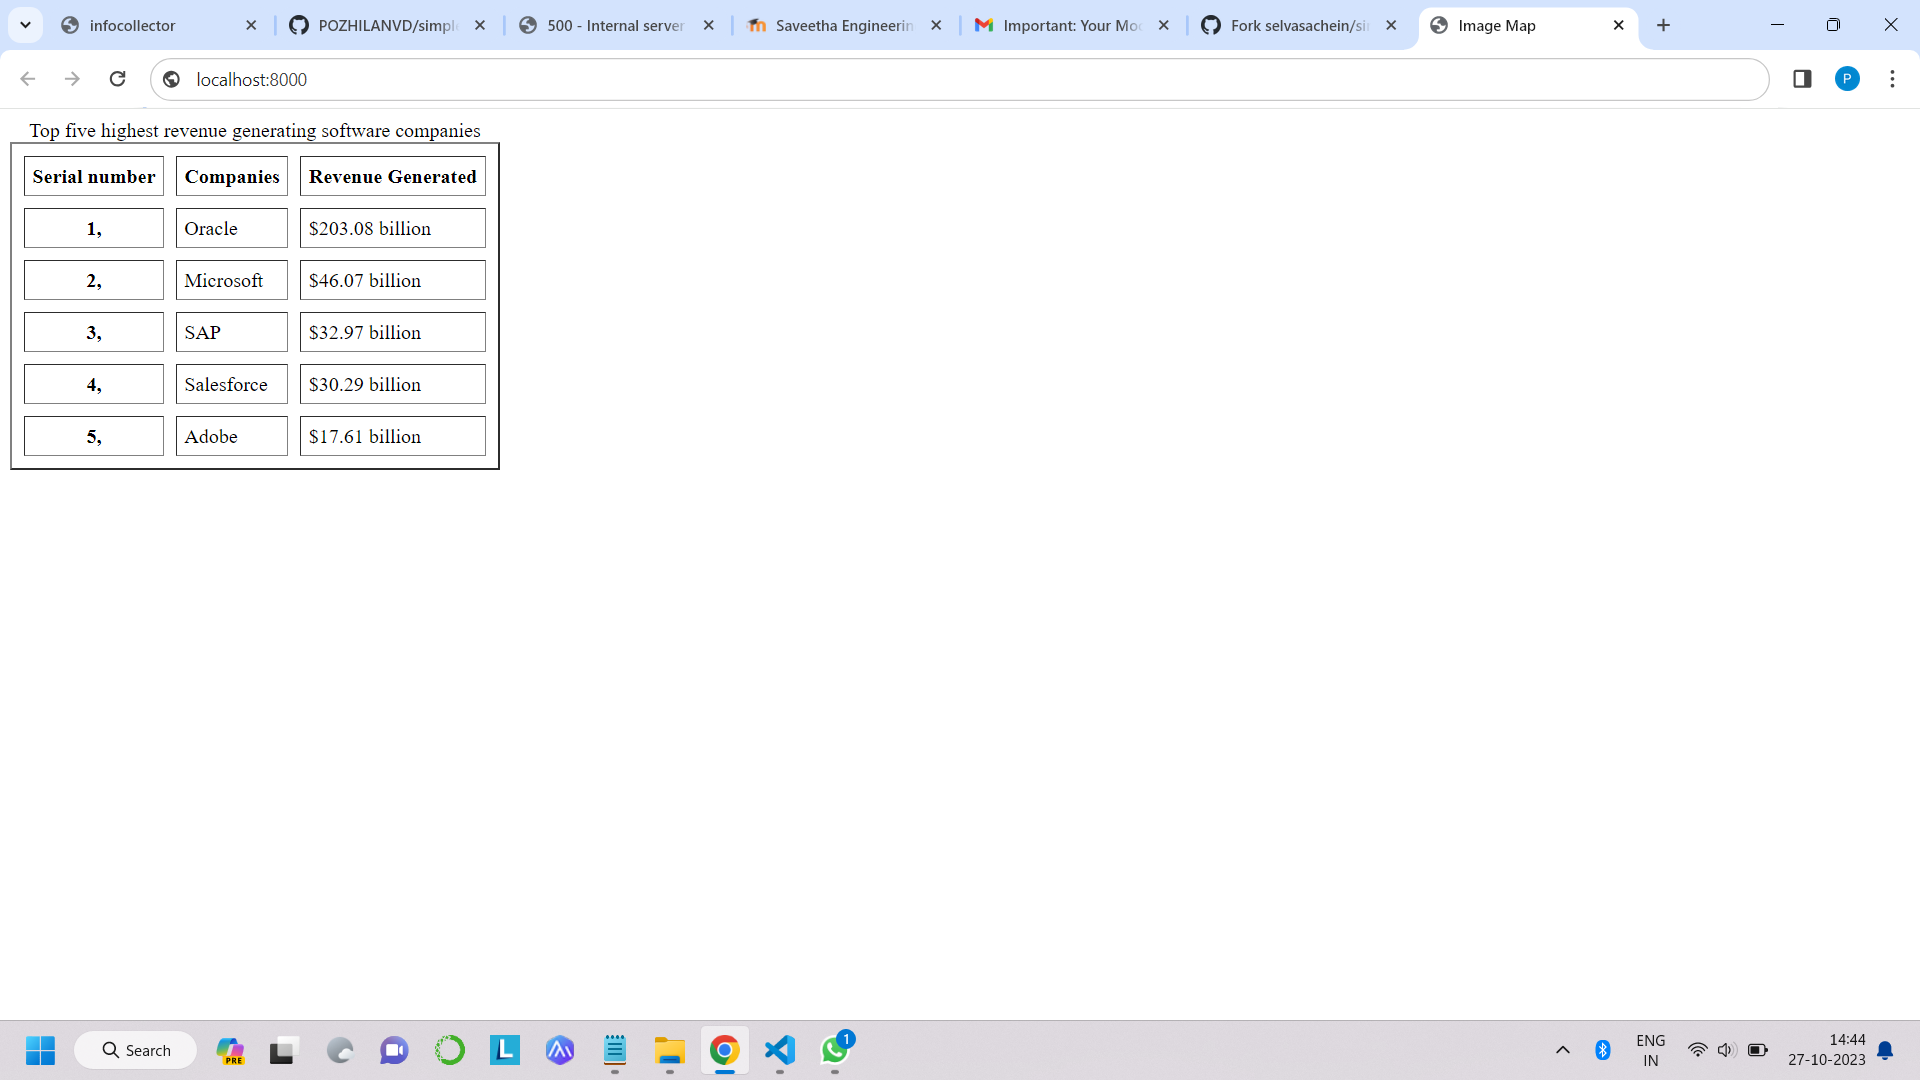 infocollector
POZHILANVD/simple
500 - Internal server
Saveetha Engineerin
Important: Your Moo
Fork selvasachein/sin
Image Map
localhost:8000
P
Top five highest revenue generating software companies
Serial number Companies Revenue Generated
1, Oracle $203.08 billion
2, Microsoft $46.07 billion
3, SAP $32.97 billion
4, Salesforce $30.29 billion
5, Adobe $17.61 billion
Search
PRE
L
1
ENG
IN
14:44
27-10-2023